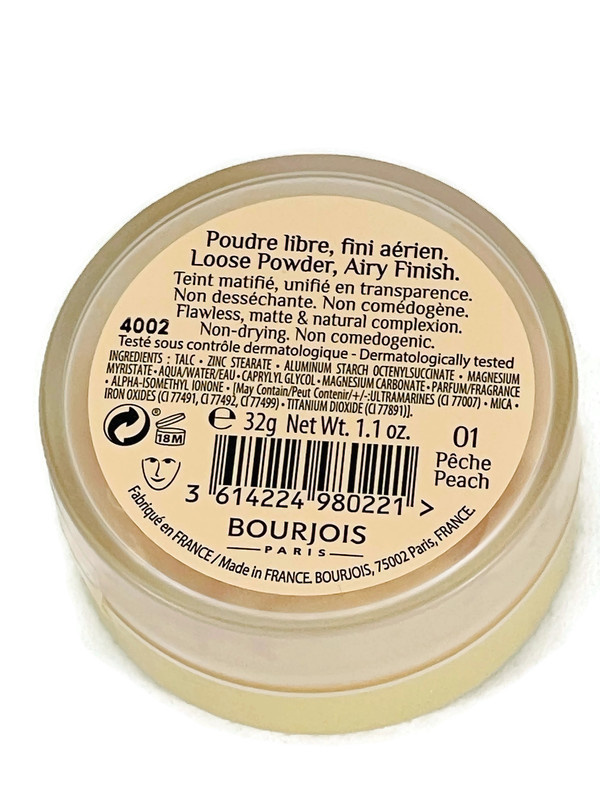 Poudre libre, fini aérien.
Loose Powder, Airy Finish.
Teint matifié, unifié en transparence.
Non desséchante. Non comédogène.
Flawless, matte & natural complexion.
4002
Non-drying. Non comedogenic.
Testé sous contrôle dermatologique - Dermatologically tested
INGREDIENTS : TALC • ZINC STEARATE • ALUMINUM STARCH OCTENYLSUCCINATE • MAGNESIUM
MYRISTATE • AQUA/WATER/EAU • CAPRYLYL GLYCOL • MAGNESIUM CARBONATE • PARFUM/FRAGRANCE
• ALPHA-ISOMETHYL IONONE • [May Contain/Peut Contenir/+/-:ULTRAMARINES (CI 77007) • MICA •
IRON OXIDES (CI 77491, CI 77492, CI 77499) • TITANIUM DIOXIDE (CI 77891)].
®
18M
℮ 32g Net Wt. 1.1 oz.
01
Pêche
Peach
3 614224 980221 >
BOURJOIS
PARIS
Fabriqué en FRANCE / Made in FRANCE. BOURJOIS, 75002 Paris, FRANCE.